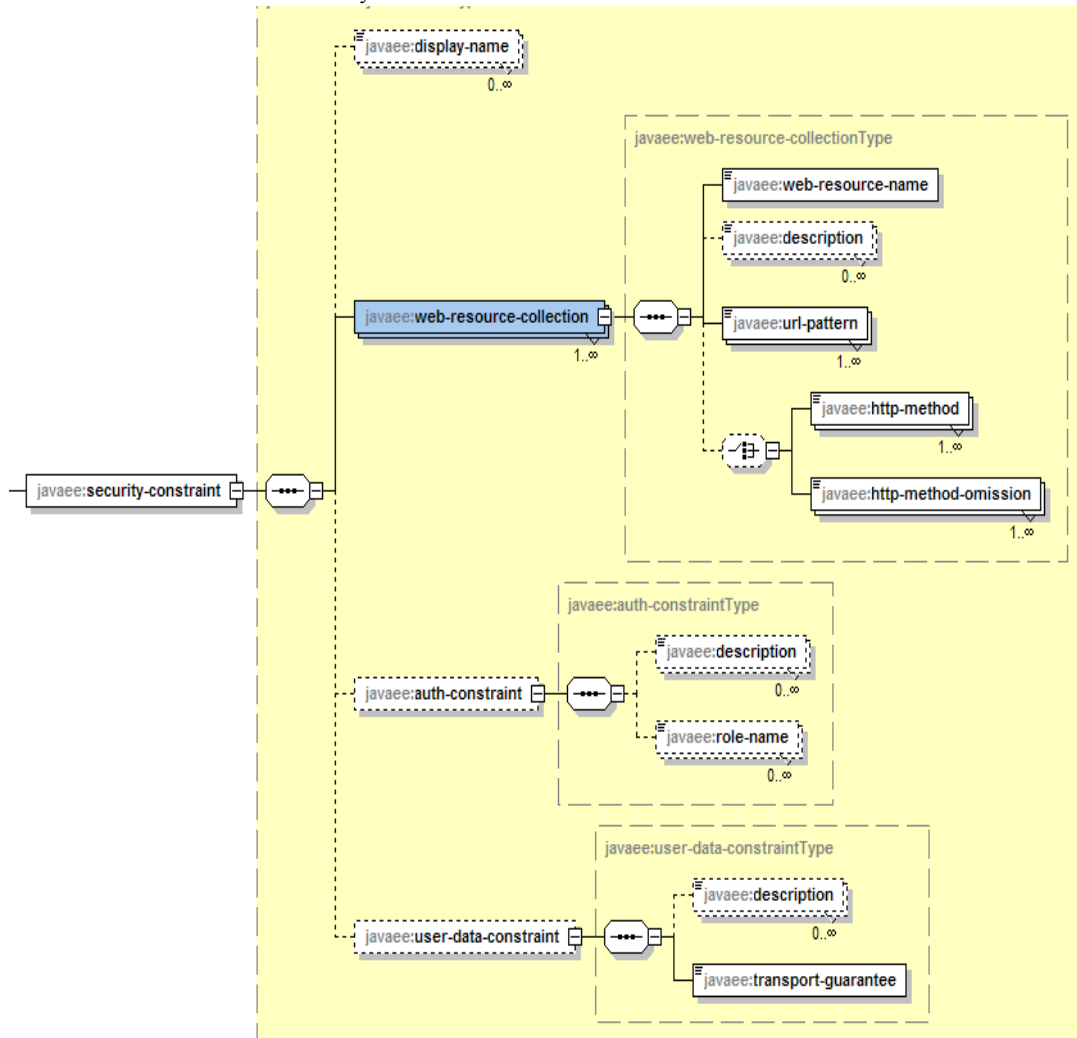 javaee:display-name
0..∞
javaee:web-resource-collectionType
javaee:web-resource-name
javaee:description
0..∞
javaee:web-resource-collection
1..∞
javaee:url-pattern
1..∞
javaee:http-method
1..∞
javaee:security-constraint
javaee:http-method-omission
1..∞
javaee:auth-constraintType
javaee:description
0..∞
javaee:auth-constraint
javaee:role-name
0..∞
javaee:user-data-constraintType
javaee:description
0..∞
javaee:user-data-constraint
javaee:transport-guarantee